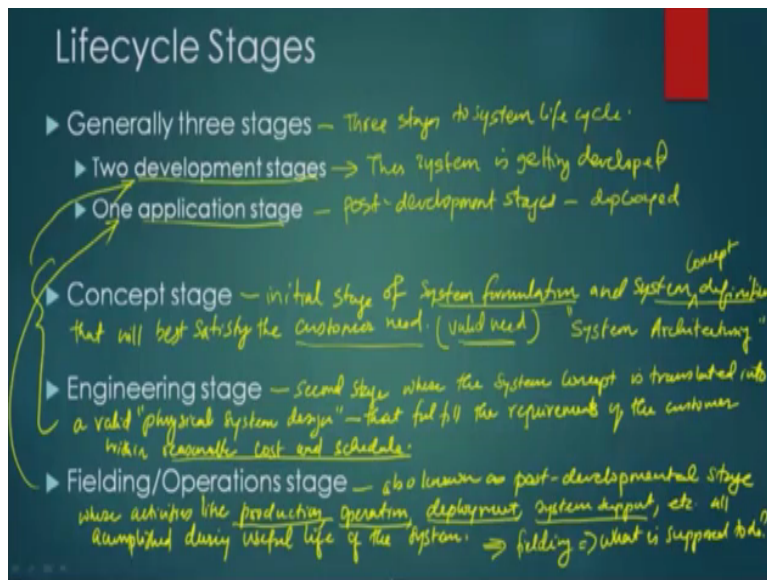 Lifecycle Stages
Generally three stages – Three stages to system life cycle.
Two development stages → The system is getting developed
One application stage – post-development stages – deployed
Concept
Concept stage – initial stage of system formulation and system definition
that will best satisfy the customer need. (valid need) "System Architecting"
Engineering stage – second stage where the system concept is translated into
a valid "physical system design" – that fulfill the requirement of the customer
within reasonable cost and schedule.
Fielding/Operations stage – also known as post-developmental stage
whose activities like production, operation, deployment, system support, etc. all
accomplished during useful life of the system. ⇒ fielding ⇒ what is supposed to do?